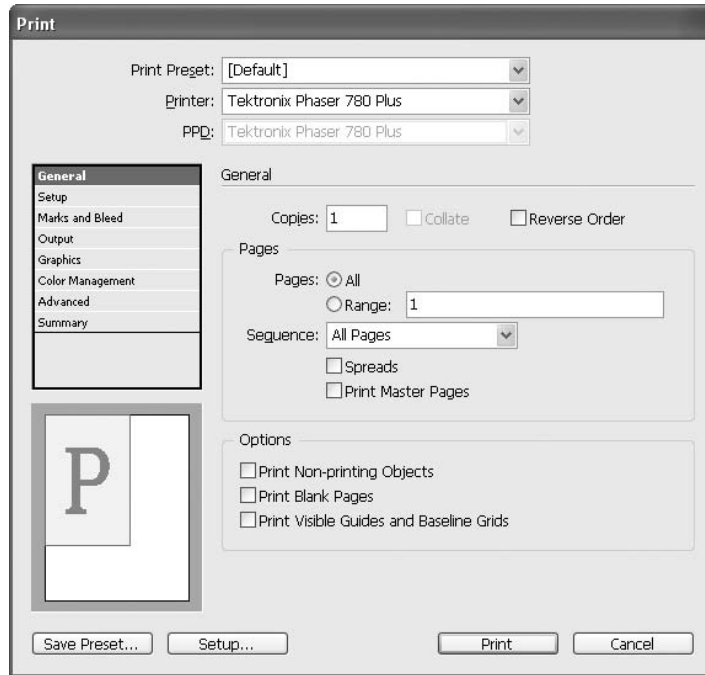 Print
Print Preset: [Default]
Printer: Tektronix Phaser 780 Plus
PPD: Tektronix Phaser 780 Plus
General
Setup
Marks and Bleed
Output
Graphics
Color Management
Advanced
Summary
P
General
Copies: 1 Collate Reverse Order
Pages
Pages: All
Range: 1
Sequence: All Pages
Spreads
Print Master Pages
Options
Print Non-printing Objects
Print Blank Pages
Print Visible Guides and Baseline Grids
Save Preset... Setup... Print Cancel